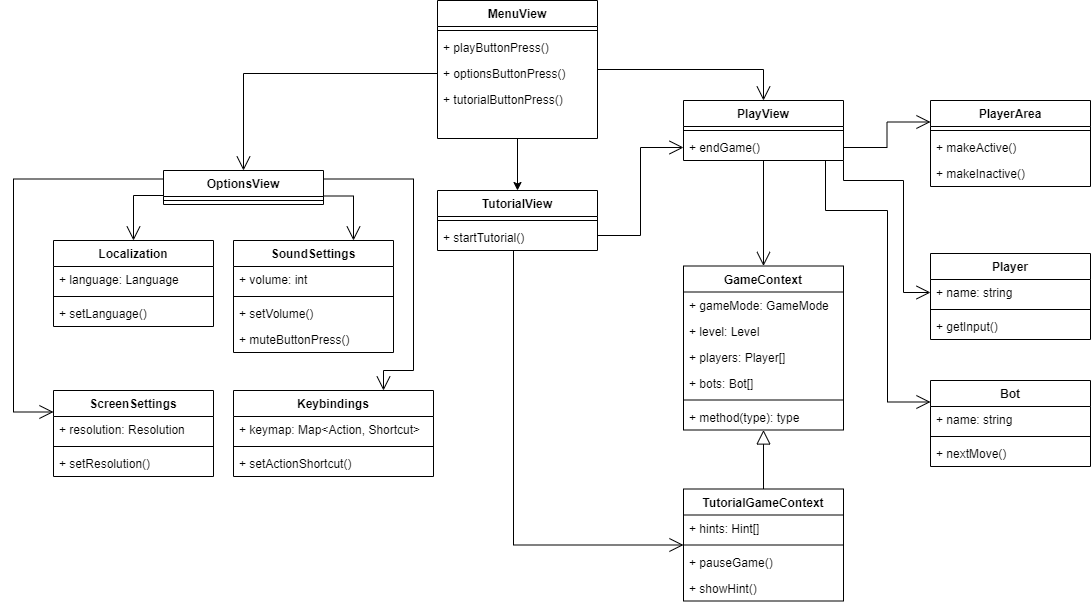 MenuView
+ playButtonPress()
+ optionsButtonPress()
+ tutorialButtonPress()
PlayView
+ endGame()
PlayerArea
+ makeActive()
+ makeInactive()
OptionsView
TutorialView
+ startTutorial()
Localization
+ language: Language
+ setLanguage()
SoundSettings
+ volume: int
+ setVolume()
+ muteButtonPress()
GameContext
+ gameMode: GameMode
+ level: Level
+ players: Player[]
+ bots: Bot[]
+ method(type): type
Player
+ name: string
+ getInput()
ScreenSettings
+ resolution: Resolution
+ setResolution()
Keybindings
+ keymap: Map<Action, Shortcut>
+ setActionShortcut()
Bot
+ name: string
+ nextMove()
TutorialGameContext
+ hints: Hint[]
+ pauseGame()
+ showHint()